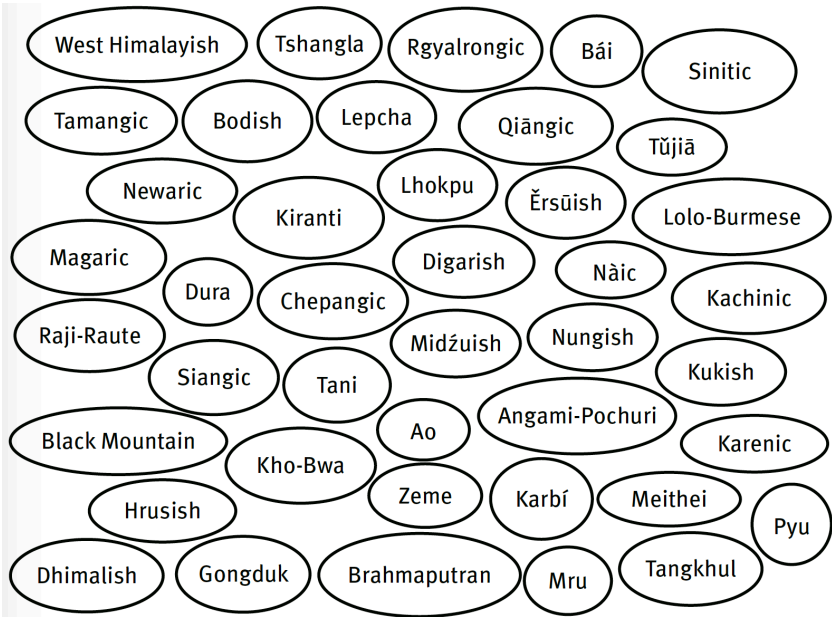 West Himalayish
Tshangla
Rgyalrongic
Bái
Sinitic
Tamangic
Bodish
Lepcha
Qiāngic
Tǔjiā
Newaric
Kiranti
Lhokpu
Ěrsūish
Lolo-Burmese
Magaric
Dura
Chepangic
Digarish
Nàic
Kachinic
Raji-Raute
Siangic
Tani
Midźuish
Nungish
Kukish
Black Mountain
Kho-Bwa
Ao
Angami-Pochuri
Karenic
Hrusish
Zeme
Karbí
Meithei
Pyu
Dhimalish
Gongduk
Brahmaputran
Mru
Tangkhul